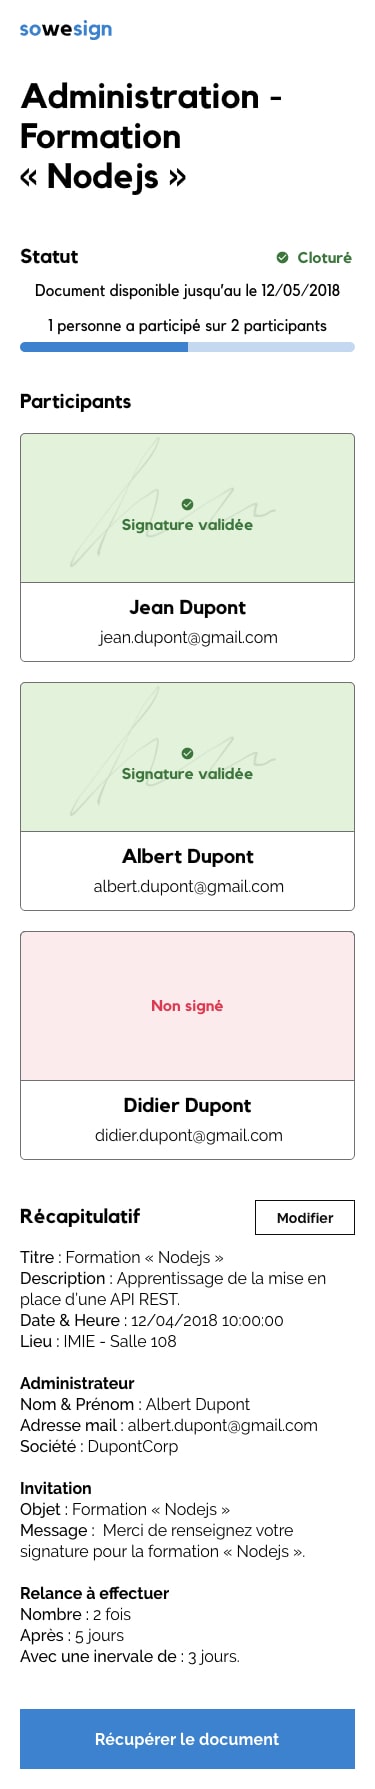 sowesign
Administration -
Formation
« Nodejs »
Statut
Cloturé
Document disponible jusqu'au le 12/05/2018
1 personne a participé sur 2 participants
Participants
Signature validée
Jean Dupont
jean.dupont@gmail.com
Signature validée
Albert Dupont
albert.dupont@gmail.com
Non signé
Didier Dupont
didier.dupont@gmail.com
Récapitulatif
Modifier
Titre : Formation « Nodejs »
Description : Apprentissage de la mise en
place d'une API REST.
Date & Heure : 12/04/2018 10:00:00
Lieu : IMIE - Salle 108
Administrateur
Nom & Prénom : Albert Dupont
Adresse mail : albert.dupont@gmail.com
Société : DupontCorp
Invitation
Objet : Formation « Nodejs »
Message :  Merci de renseignez votre
signature pour la formation « Nodejs ».
Relance à effectuer
Nombre : 2 fois
Après : 5 jours
Avec une inervale de : 3 jours.
Récupérer le document